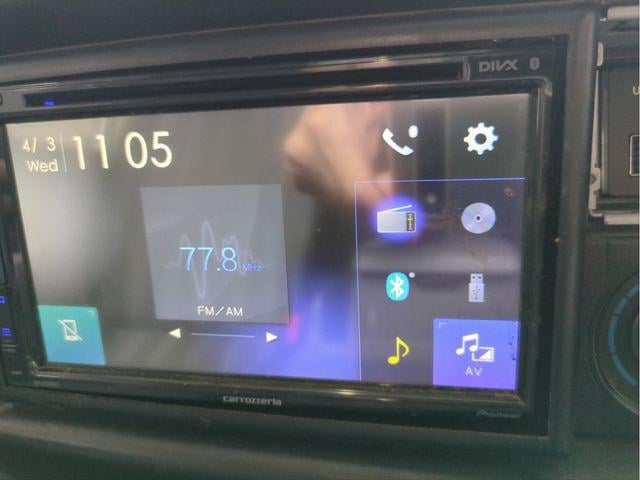 DIVX
4/ 3
Wed
11 05
77.8 MHz
FM/AM
AV
carrozzeria
Pioneer
U